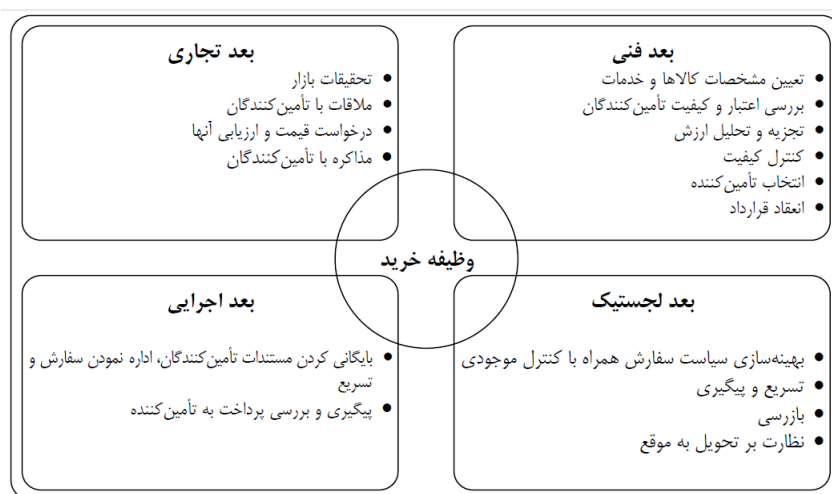 بعد فنی
● تعیین مشخصات کالاها و خدمات
● بررسی اعتبار و کیفیت تأمین‌کنندگان
● تجزیه و تحلیل ارزش
● کنترل کیفیت
● انتخاب تأمین‌کننده
● انعقاد قرارداد
بعد تجاری
● تحقیقات بازار
● ملاقات با تأمین‌کنندگان
● درخواست قیمت و ارزیابی آنها
● مذاکره با تأمین‌کنندگان
وظیفه خرید
بعد لجستیک
● بهینه‌سازی سیاست سفارش همراه با کنترل موجودی
● تسریع و پیگیری
● بازرسی
● نظارت بر تحویل به موقع
بعد اجرایی
● بایگانی کردن مستندات تأمین‌کنندگان، اداره نمودن سفارش و
تسریع
● پیگیری و بررسی پرداخت به تأمین‌کننده